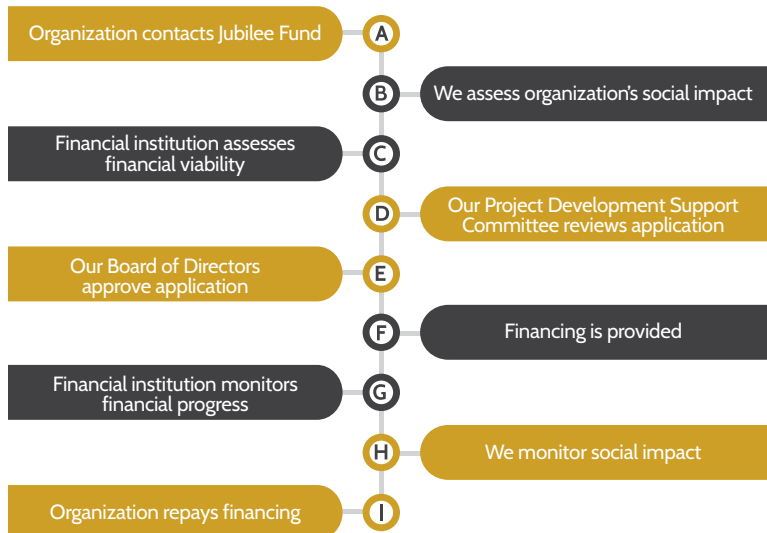 Organization contacts Jubilee Fund
A
B
We assess organization's social impact
Financial institution assesses
financial viability
C
D
Our Project Development Support
Committee reviews application
Our Board of Directors
approve application
E
F
Financing is provided
Financial institution monitors
financial progress
G
H
We monitor social impact
Organization repays financing
I